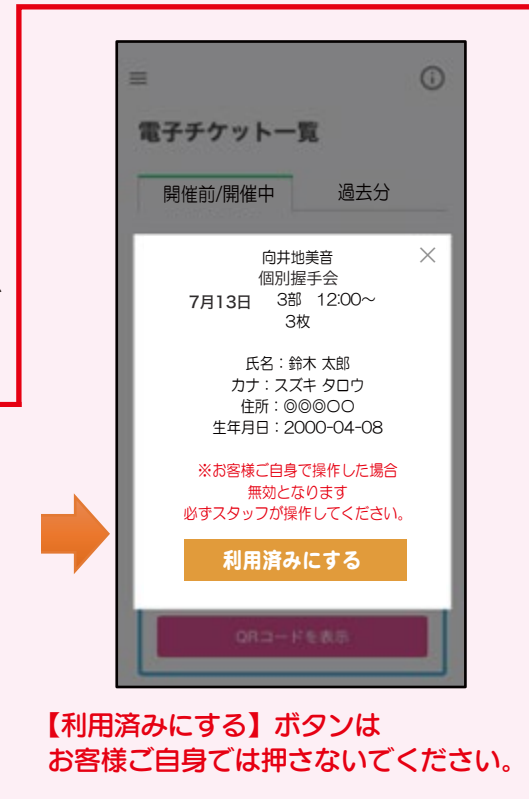 電子チケット一覧
開催前/開催中 過去分
向井地美音
個別握手会
7月13日 3部 12:00〜
3枚
氏名：鈴木 太郎
カナ：スズキ タロウ
住所：◎◎◎〇〇
生年月日：2000-04-08
※お客様ご自身で操作した場合
無効となります
必ずスタッフが操作してください。
利用済みにする
QRコードを表示
【利用済みにする】ボタンは
お客様ご自身では押さないでください。